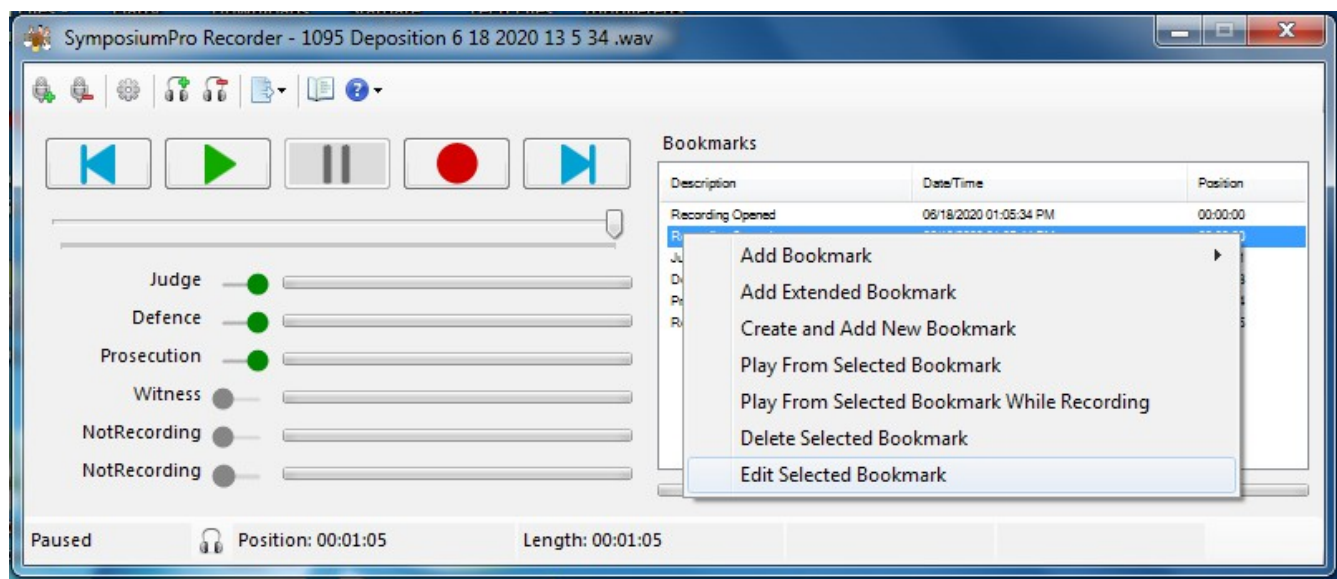 SymposiumPro Recorder - 1095 Deposition 6 18 2020 13 5 34 .wav
Bookmarks
Description Date/Time Position
Recording Opened 06/18/2020 01:05:34 PM 00:00:00
Add Bookmark
Add Extended Bookmark
Create and Add New Bookmark
Play From Selected Bookmark
Play From Selected Bookmark While Recording
Delete Selected Bookmark
Edit Selected Bookmark
Judge
Defence
Prosecution
Witness
NotRecording
NotRecording
Paused Position: 00:01:05 Length: 00:01:05